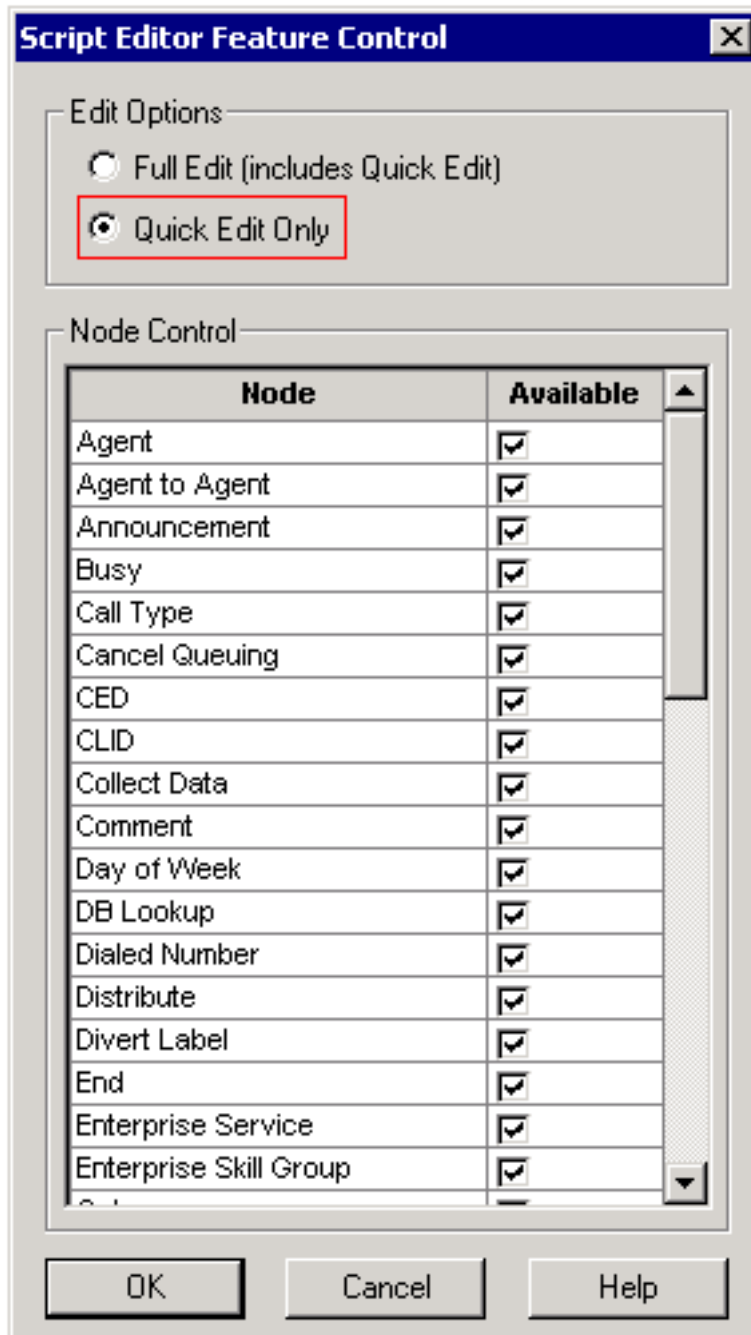 Script Editor Feature Control
Edit Options
Full Edit (includes Quick Edit)
Quick Edit Only
Node Control
Node Available
Agent
Agent to Agent
Announcement
Busy
Call Type
Cancel Queuing
CED
CLID
Collect Data
Comment
Day of Week
DB Lookup
Dialed Number
Distribute
Divert Label
End
Enterprise Service
Enterprise Skill Group
OK Cancel Help